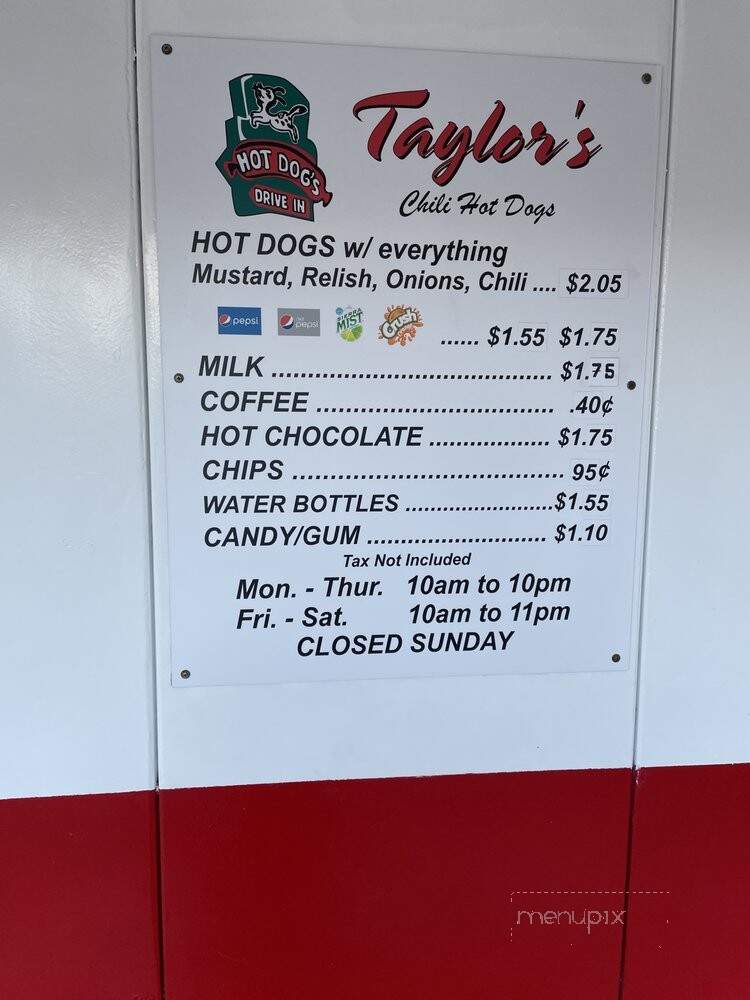 HOT DOG'S
DRIVE IN
Taylor's
Chili Hot Dogs
HOT DOGS w/ everything
Mustard, Relish, Onions, Chili .... $2.05
pepsi diet pepsi SIERRA MIST Crush ...... $1.55 $1.75
MILK ....................................... $1.75
COFFEE ................................. .40¢
HOT CHOCOLATE .................. $1.75
CHIPS ..................................... 95¢
WATER BOTTLES .........................$1.55
CANDY/GUM ........................... $1.10
Tax Not Included
Mon. - Thur. 10am to 10pm
Fri. - Sat. 10am to 11pm
CLOSED SUNDAY
menupix